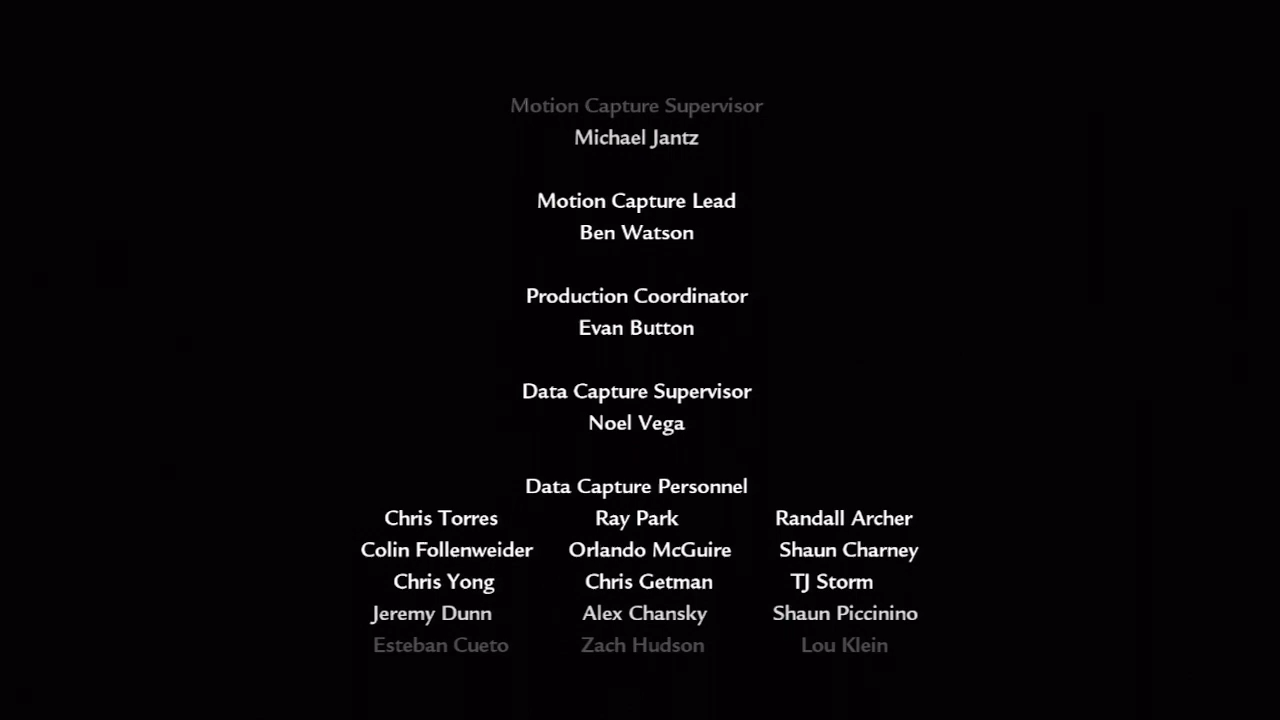 Motion Capture Supervisor
Michael Jantz
Motion Capture Lead
Ben Watson
Production Coordinator
Evan Button
Data Capture Supervisor
Noel Vega
Data Capture Personnel
Chris Torres Ray Park Randall Archer
Colin Follenweider Orlando McGuire Shaun Charney
Chris Yong Chris Getman TJ Storm
Jeremy Dunn Alex Chansky Shaun Piccinino
Esteban Cueto Zach Hudson Lou Klein